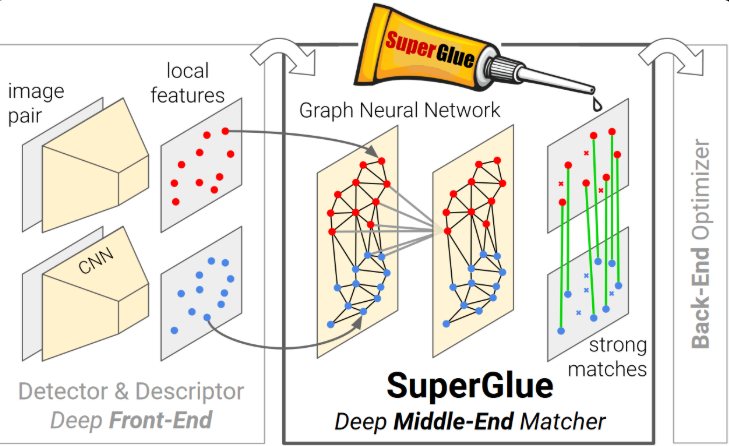 image
pair
local
features
CNN
Detector & Descriptor
Deep Front-End
SuperGlue
Graph Neural Network
strong
matches
SuperGlue
Deep Middle-End Matcher
Back-End Optimizer